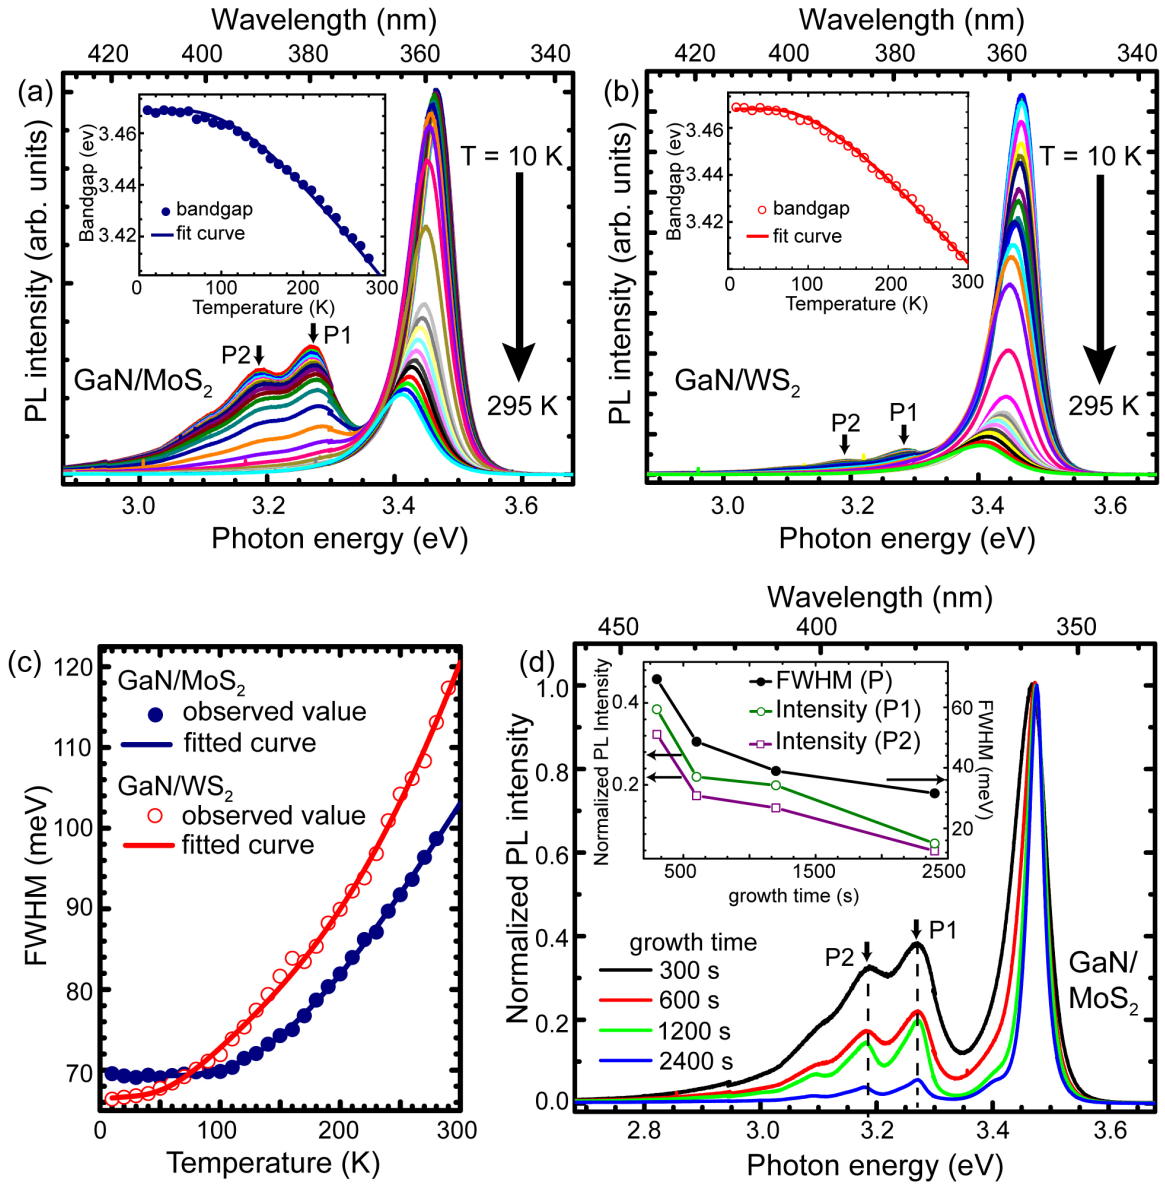 Wavelength (nm)
420 400 380 360 340
(a)
PL intensity (arb. units)
Bandgap (ev)
3.46
3.44
3.42
bandgap
fit curve
0 100 200 300
Temperature (K)
T = 10 K
295 K
P2
P1
GaN/MoS2
3.0 3.2 3.4 3.6
Photon energy (eV)
Wavelength (nm)
420 400 380 360 340
(b)
PL intensity (arb. units)
Bandgap (ev)
3.46
3.44
3.42
bandgap
fit curve
0 100 200 300
Temperature (K)
T = 10 K
295 K
P2
P1
GaN/WS2
3.0 3.2 3.4 3.6
Photon energy (eV)
(c)
FWHM (meV)
120
110
100
90
80
70
GaN/MoS2
observed value
fitted curve
GaN/WS2
observed value
fitted curve
0 100 200 300
Temperature (K)
Wavelength (nm)
440 420 400 380 350
(d)
Normalized PL intensity
1.0
0.8
0.6
0.4
0.2
0.0
Normalized PL Intensity
0.4
0.2
FWHM (P)
Intensity (P1)
Intensity (P2)
60
40
20
FWHM (meV)
500 1500 2500
growth time (s)
P2
P1
growth time
300 s
600 s
1200 s
2400 s
GaN/
MoS2
2.8 3.0 3.2 3.4 3.6
Photon energy (eV)